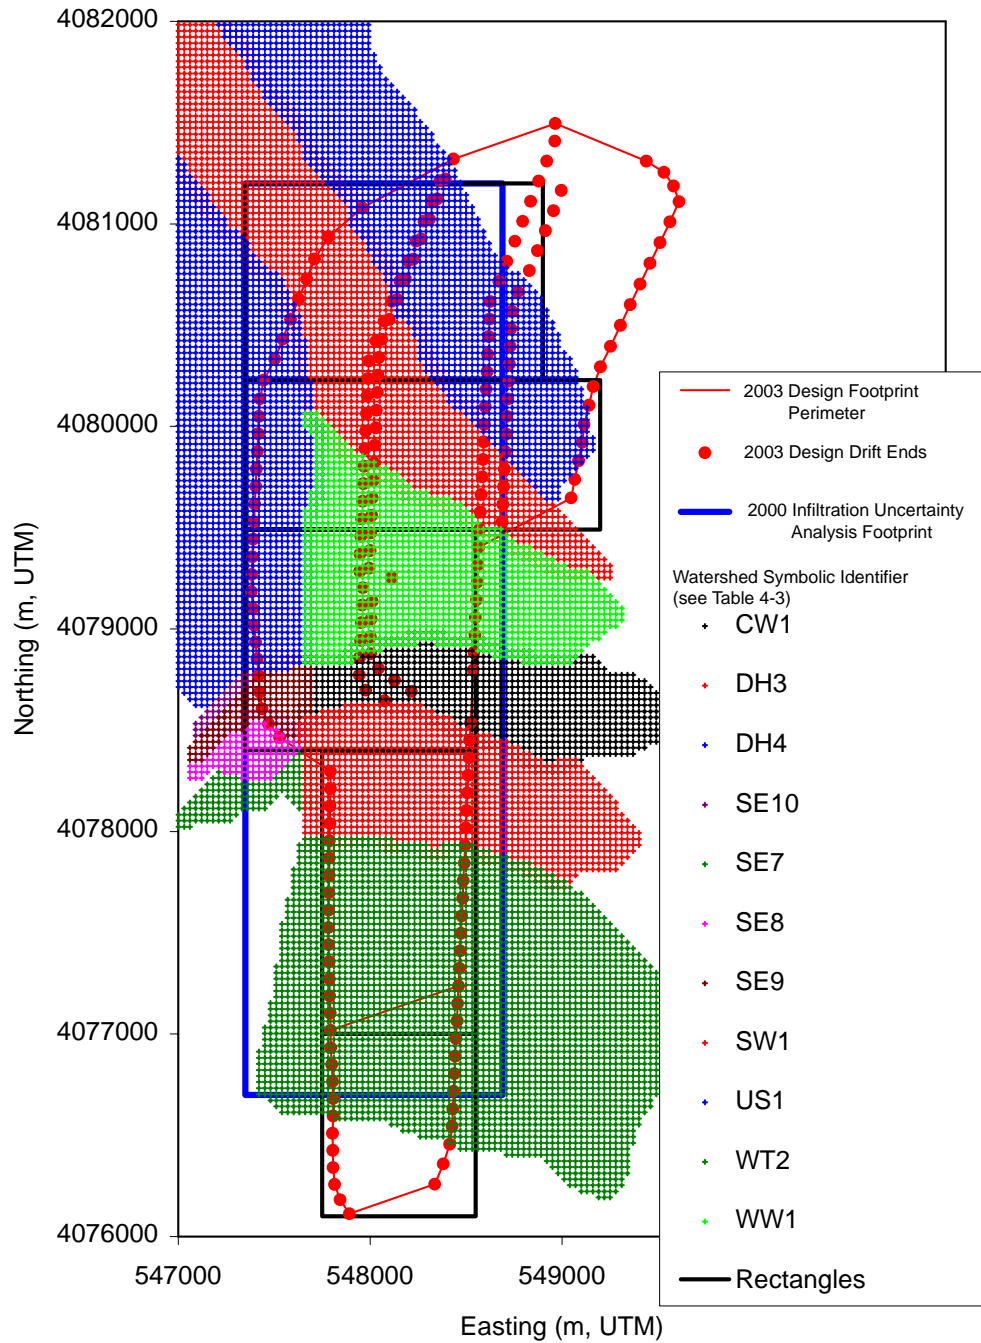 4082000
4081000
4080000
4079000
4078000
4077000
4076000
Northing (m, UTM)
547000
548000
549000
Easting (m, UTM)
2003 Design Footprint
Perimeter
2003 Design Drift Ends
2000 Infiltration Uncertainty
Analysis Footprint
Watershed Symbolic Identifier
(see Table 4-3)
CW1
DH3
DH4
SE10
SE7
SE8
SE9
SW1
US1
WT2
WW1
Rectangles